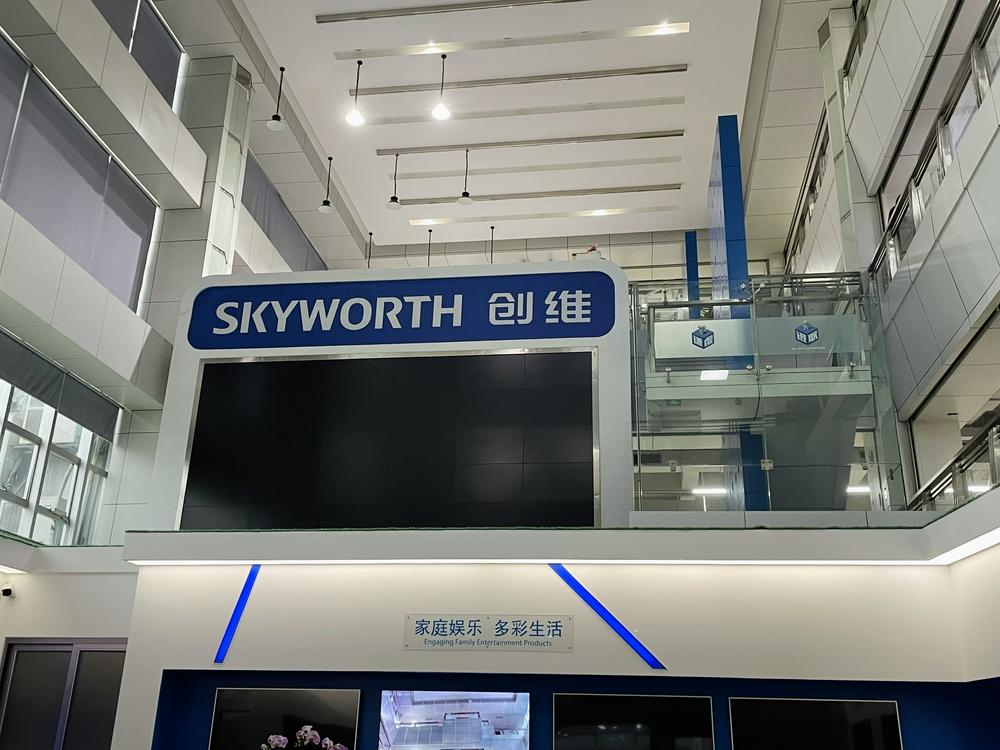 SKYWORTH 创维
家庭娱乐 多彩生活
Engaging Family Entertainment Products